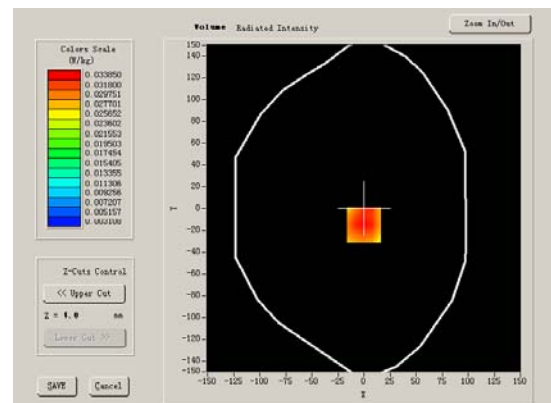 Volume Radiated Intensity
Zoom In/Out
Colors Scale
(W/kg)
0.033850
0.031800
0.029751
0.027701
0.025652
0.023602
0.021553
0.019503
0.017454
0.015405
0.013355
0.011306
0.009256
0.007207
0.005157
0.003108
Z-Cuts Control
<< Upper Cut
Z = 4.0 mm
Lower Cut >>
SAVE
Cancel
150
140
120
100
80
60
40
20
Y
0
-20
-40
-60
-80
-100
-120
-140
-150
-150 -125 -100 -75 -50 -25 0 25 50 75 100 125 150
X